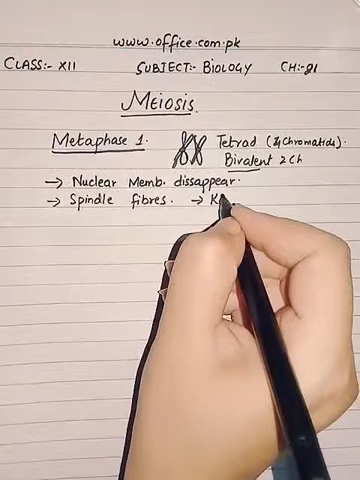 www.office.com.pk
CLASS:- XII SUBJECT:- BIOLOGY CH:-21
MEIOSIS
Metaphase 1. Tetrad (4 Chromatids).
Bivalent 2 Ch
→ Nuclear Memb. dissappear.
→ Spindle fibres. → K